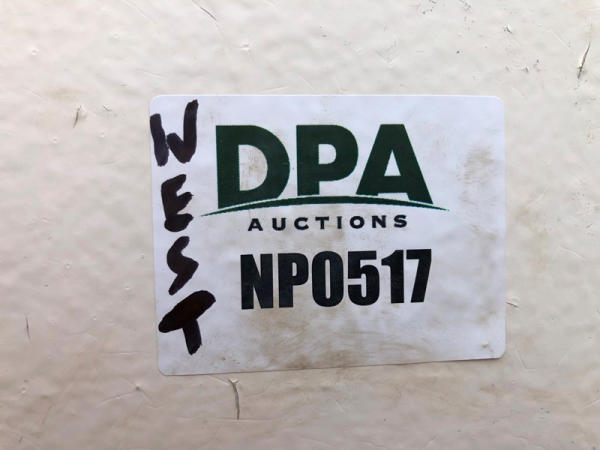 WEST
DPA
AUCTIONS
NP0517